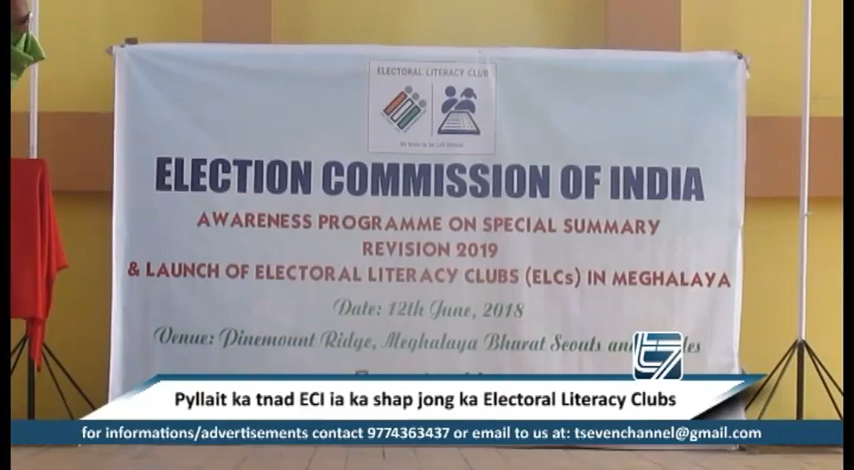 ELECTORAL LITERACY CLUB
ELECTION COMMISSION OF INDIA
AWARENESS PROGRAMME ON SPECIAL SUMMARY
REVISION 2019
& LAUNCH OF ELECTORAL LITERACY CLUBS (ELCs) IN MEGHALAYA
Date: 12th June, 2018
Venue: Pinemount Ridge, Meghalaya Bharat Scouts and
T7
Pyllait ka tnad ECI ia ka shap jong ka Electoral Literacy Clubs
for informations/advertisements contact 9774363437 or email to us at: tsevenchannel@gmail.com